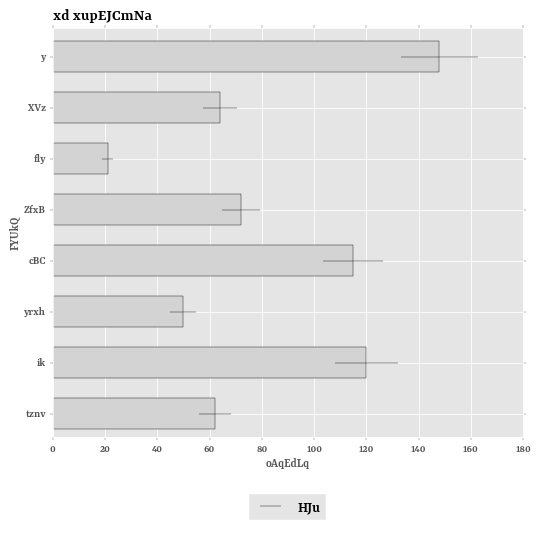 xd xupEJCmNa
y
XVz
fly
ZfxB
cBC
yrxh
ik
tznv
FYUkQ
0 20 40 60 80 100 120 140 160 180
oAqEdLq
HJu